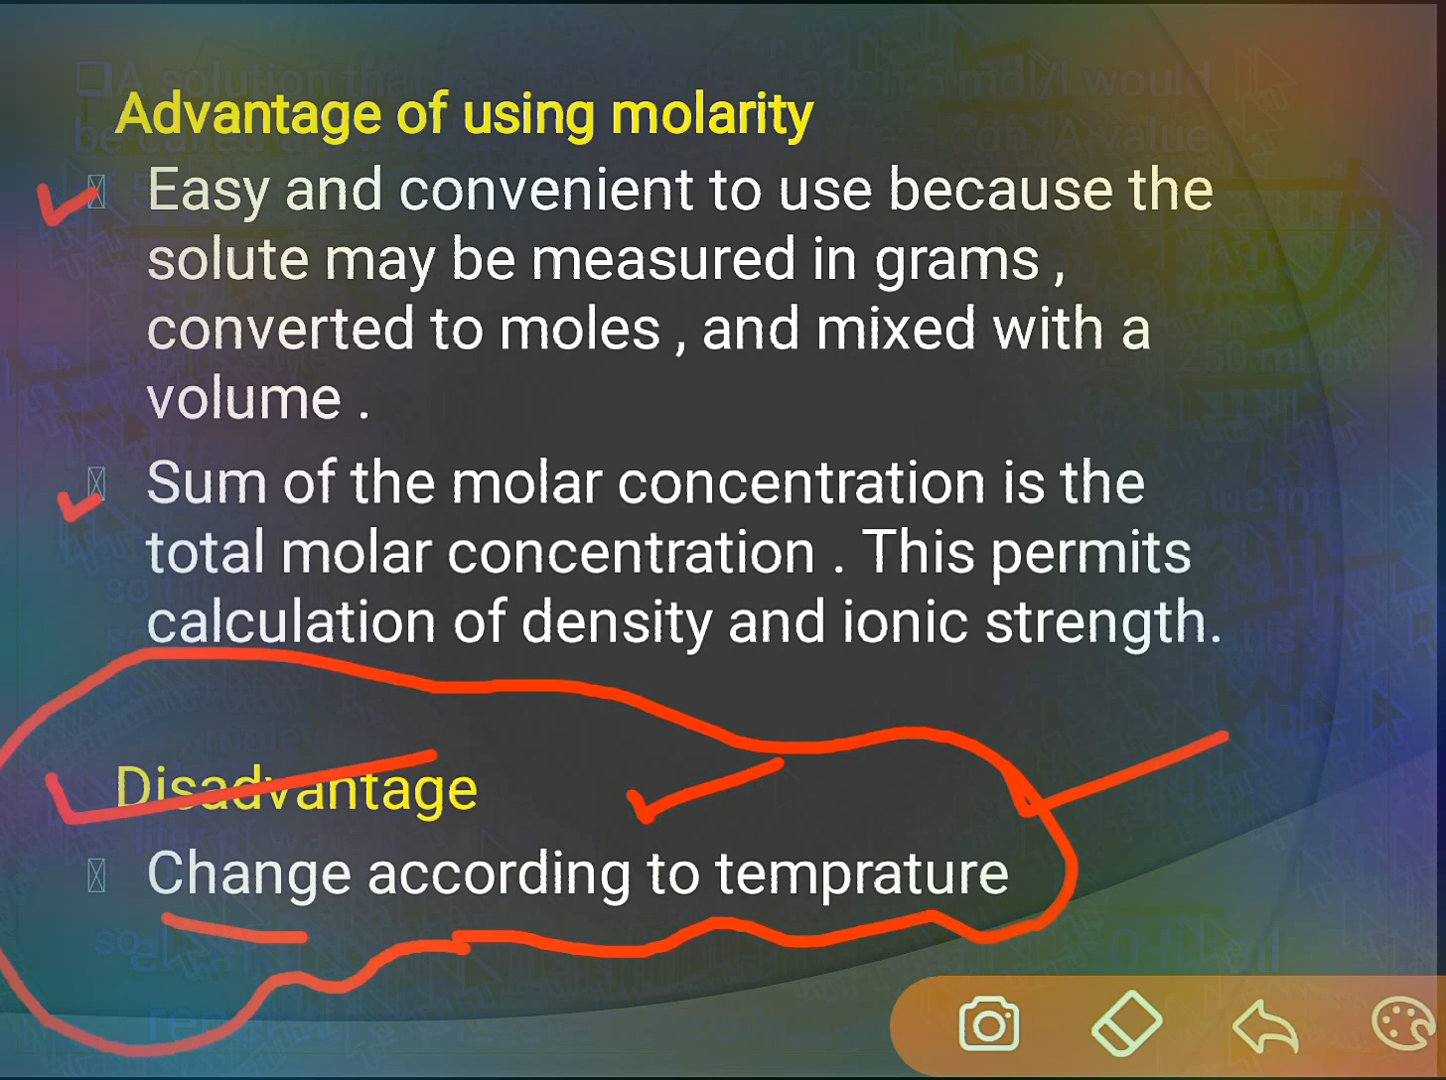 Advantage of using molarity
Easy and convenient to use because the
solute may be measured in grams ,
converted to moles , and mixed with a
volume .
Sum of the molar concentration is the
total molar concentration . This permits
calculation of density and ionic strength.
Disadvantage
Change according to temprature